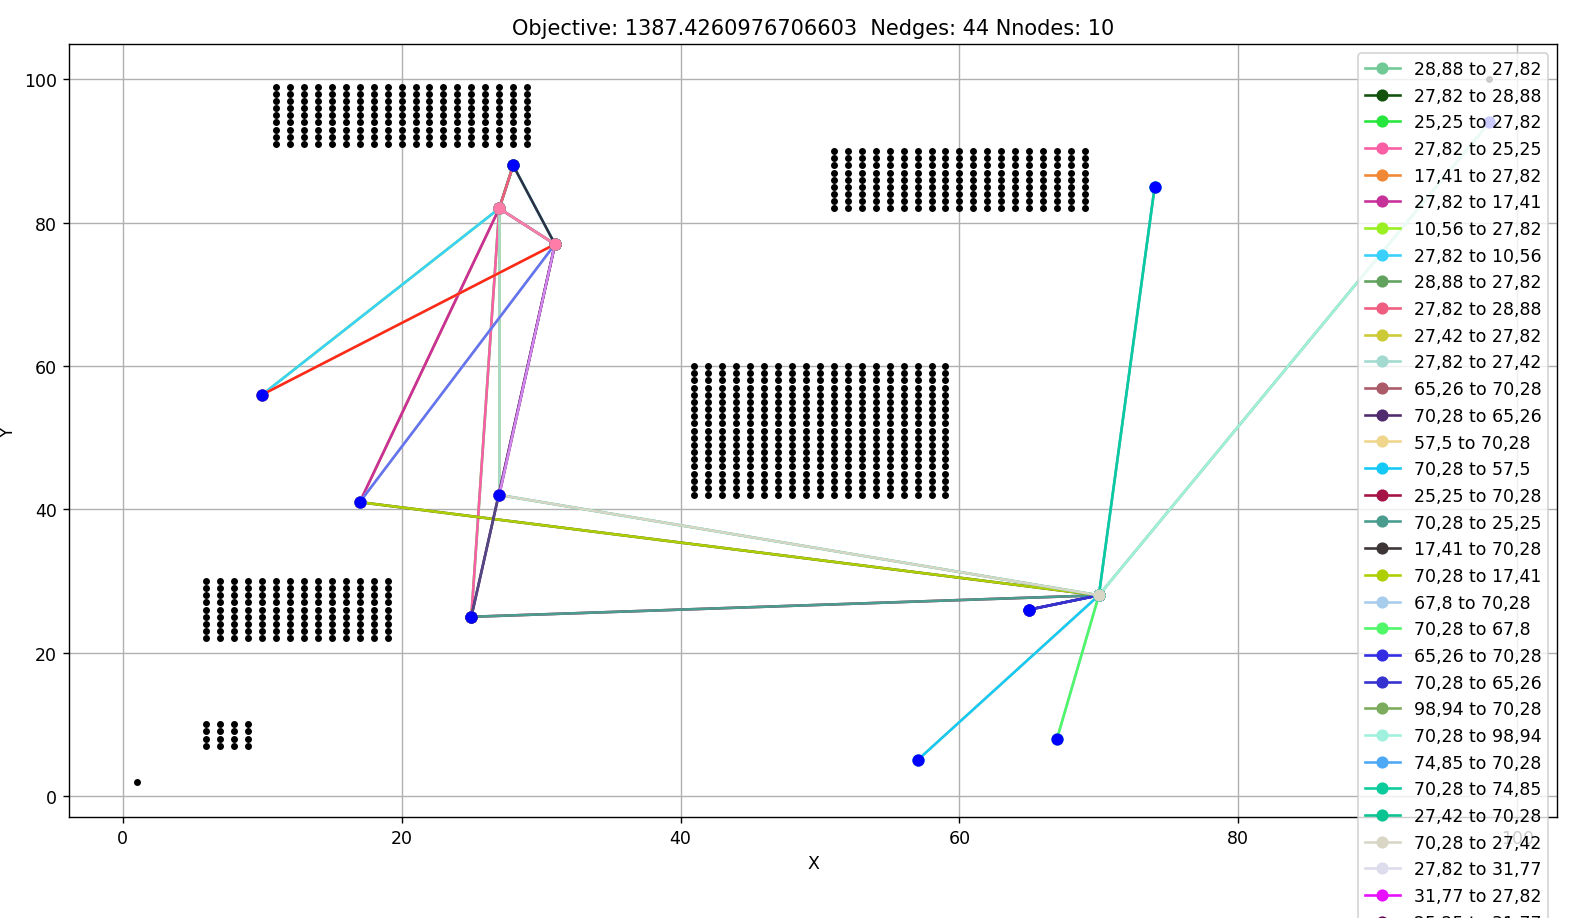 Objective: 1387.4260976706603  Nedges: 44 Nnodes: 10
100
80
60
40
20
0
Y
0
20
40
60
80
100
X
28,88 to 27,82
27,82 to 28,88
25,25 to 27,82
27,82 to 25,25
17,41 to 27,82
27,82 to 17,41
10,56 to 27,82
27,82 to 10,56
28,88 to 27,82
27,82 to 28,88
27,42 to 27,82
27,82 to 27,42
65,26 to 70,28
70,28 to 65,26
57,5 to 70,28
70,28 to 57,5
25,25 to 70,28
70,28 to 25,25
17,41 to 70,28
70,28 to 17,41
67,8 to 70,28
70,28 to 67,8
65,26 to 70,28
70,28 to 65,26
98,94 to 70,28
70,28 to 98,94
74,85 to 70,28
70,28 to 74,85
27,42 to 70,28
70,28 to 27,42
27,82 to 31,77
31,77 to 27,82